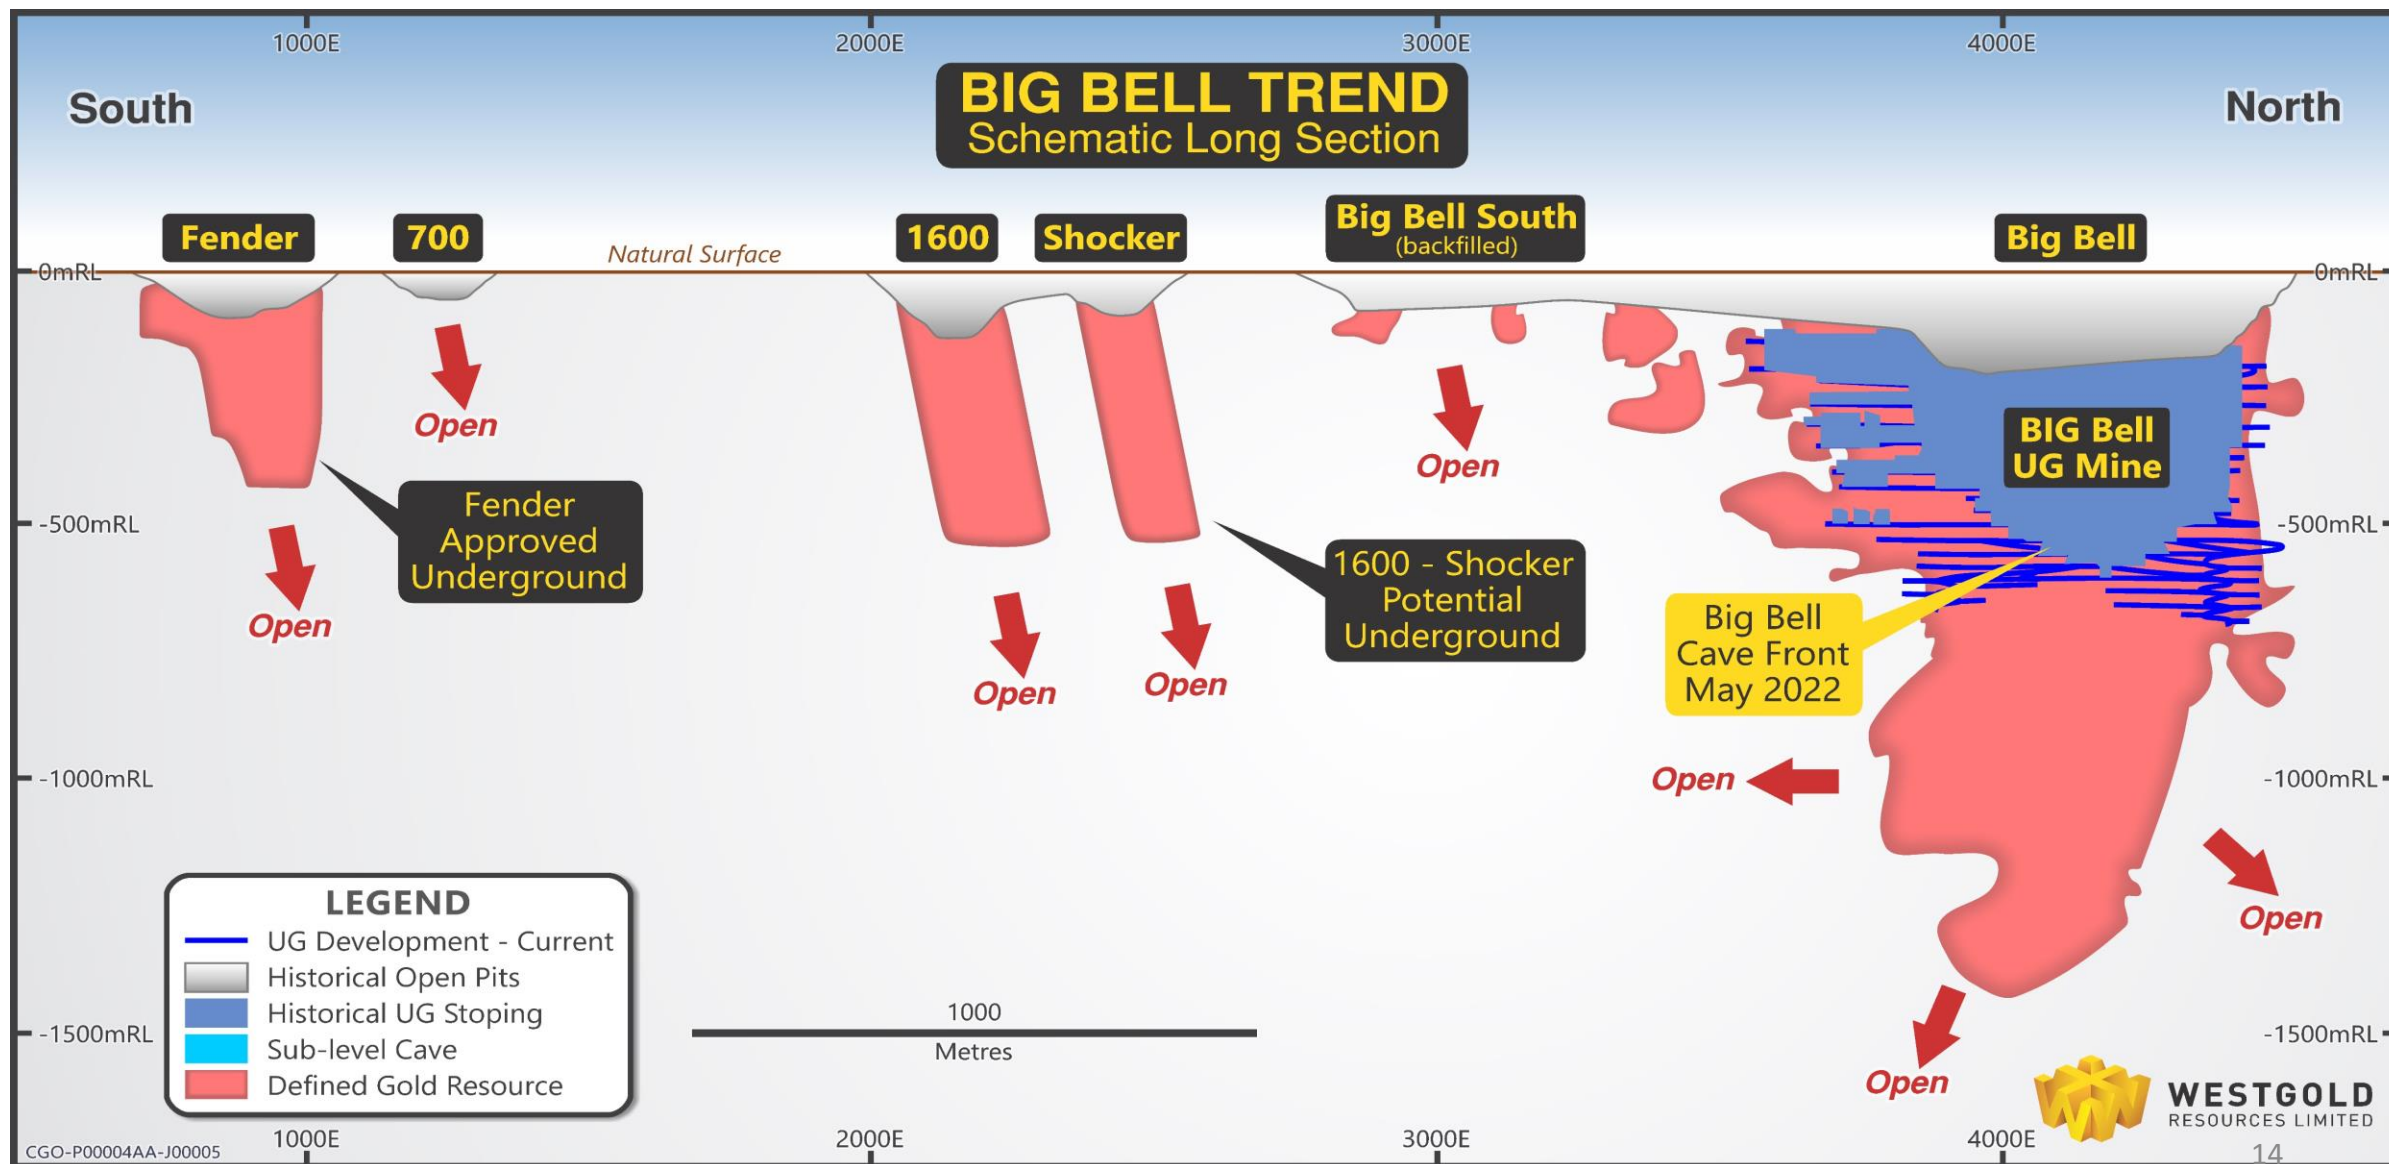 1000E
2000E
3000E
4000E
South
BIG BELL TREND
Schematic Long Section
North
Fender
700
Natural Surface
1600
Shocker
Big Bell South
(backfilled)
Big Bell
0mRL
0mRL
Open
Fender
Approved
Underground
Open
Open
BIG Bell
UG Mine
-500mRL
-500mRL
1600 - Shocker
Potential
Underground
Open
Open
Big Bell
Cave Front
May 2022
-1000mRL
Open
-1000mRL
Open
LEGEND
UG Development - Current
Historical Open Pits
Historical UG Stoping
Sub-level Cave
Defined Gold Resource
1000
Metres
-1500mRL
-1500mRL
Open
WESTGOLD
RESOURCES LIMITED
CGO-P00004AA-J00005
1000E
2000E
3000E
4000E
14